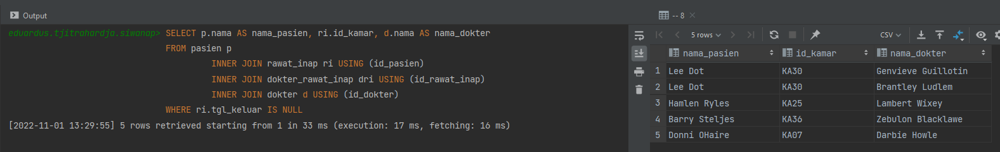 Output
eduardus.tjitrahardja.siwanap> SELECT p.nama AS nama_pasien, ri.id_kamar, d.nama AS nama_dokter
FROM pasien p
INNER JOIN rawat_inap ri USING (id_pasien)
INNER JOIN dokter_rawat_inap dri USING (id_rawat_inap)
INNER JOIN dokter d USING (id_dokter)
WHERE ri.tgl_keluar IS NULL
[2022-11-01 13:29:55] 5 rows retrieved starting from 1 in 33 ms (execution: 17 ms, fetching: 16 ms)
-- 8
5 rows CSV
nama_pasien id_kamar nama_dokter
1 Lee Dot KA30 Genvieve Guillotin
2 Lee Dot KA30 Brantley Ludlem
3 Hamlen Ryles KA25 Lambert Wixey
4 Barry Steljes KA36 Zebulon Blacklawe
5 Donni OHaire KA07 Darbie Howle